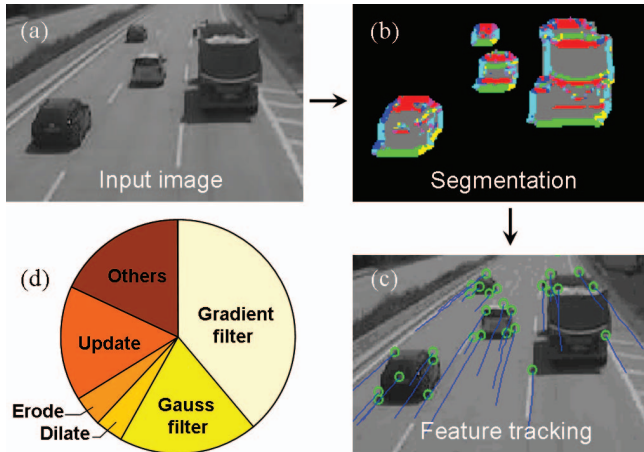 (a)
Input image
(b)
Segmentation
(c)
Feature tracking
(d)
Others
Gradient
filter
Update
Gauss
filter
Erode
Dilate